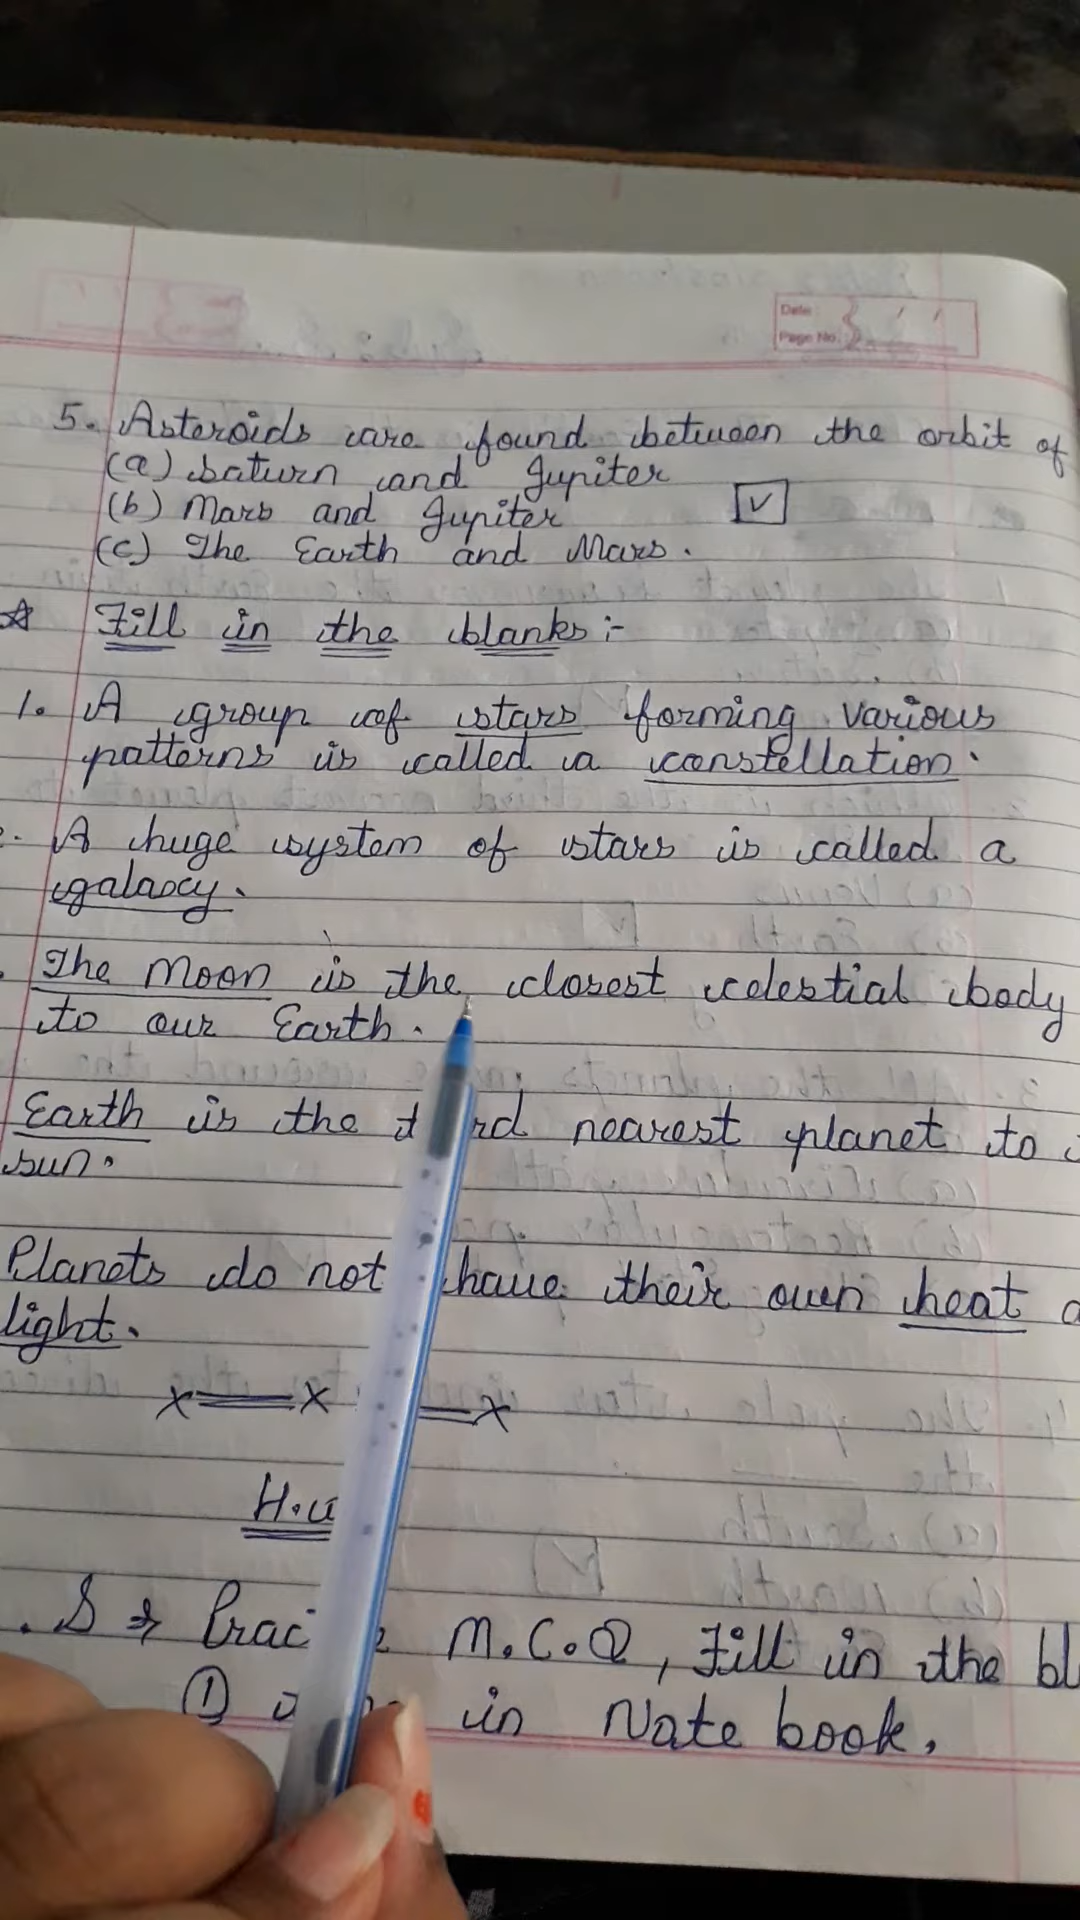 Date
Page No.
5. Asteroids are found between the orbit of
(a) Saturn and Jupiter
(b) Mars and Jupiter
(c) The Earth and Mars.
Fill in the blanks :-
1. A group of stars forming various
patterns is called a constellation.
. A huge system of stars is called a
galaxy.
. The Moon is the closest celestial body
to our Earth.
Earth is the rd nearest planet to
sun.
Planets do not have their own heat
light.
x x x
H.
. S → M.C.Q, Fill in the
① in Note book.